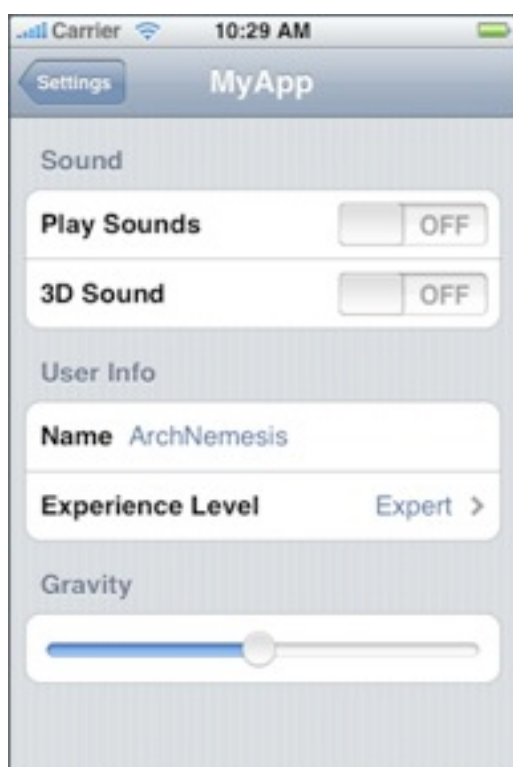 Carrier 10:29 AM
Settings MyApp
Sound
Play Sounds OFF
3D Sound OFF
User Info
Name ArchNemesis
Experience Level Expert
Gravity